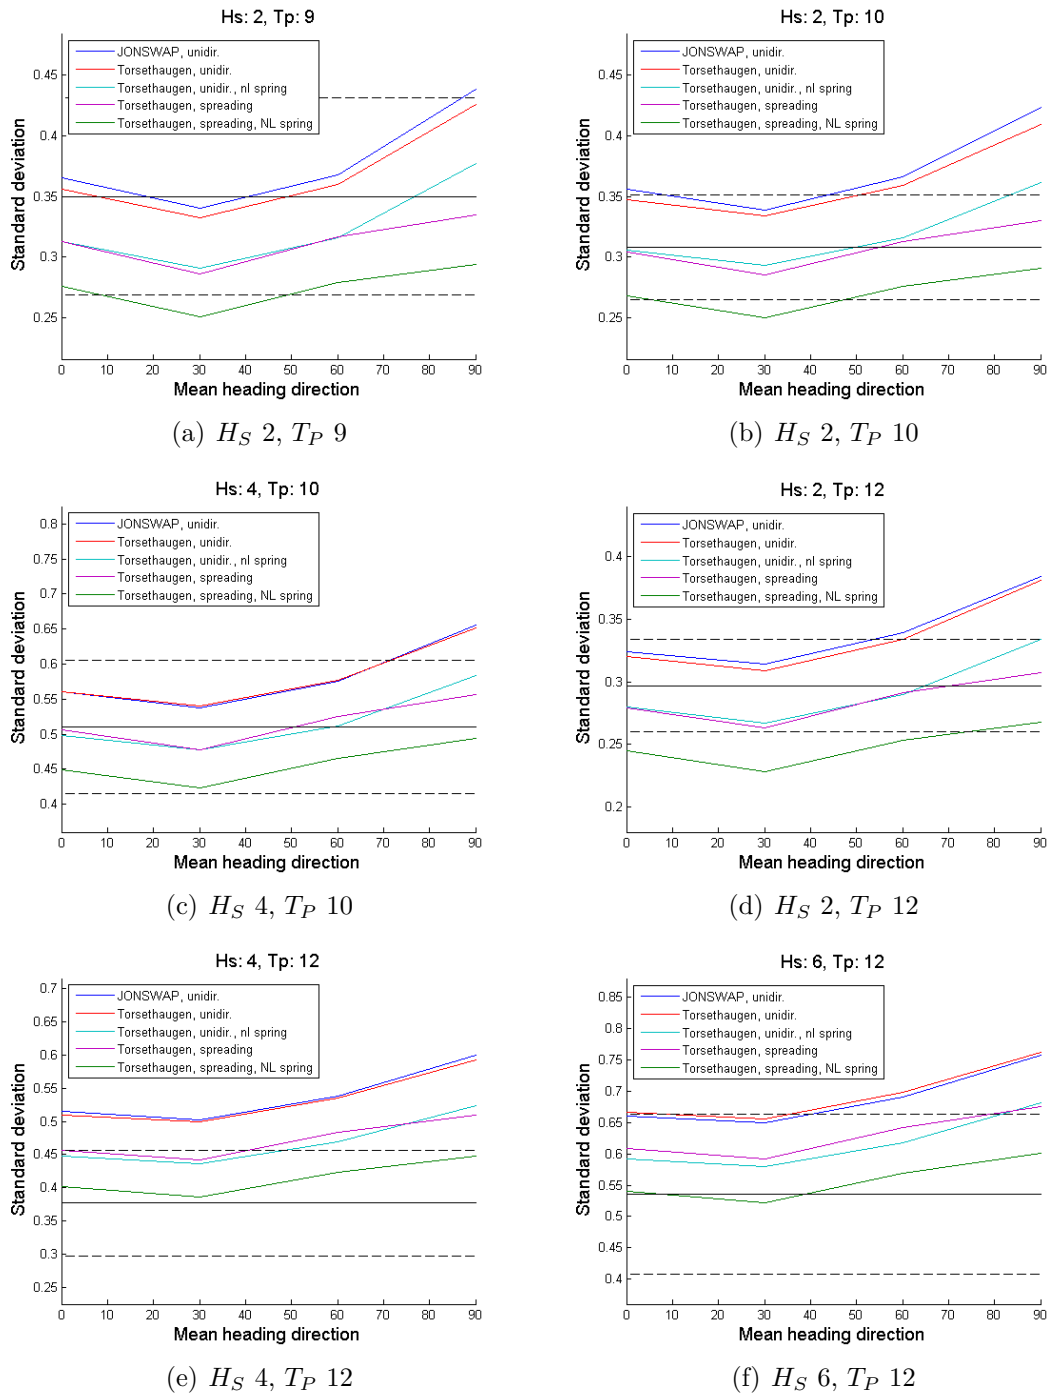 Hs: 2, Tp: 9
JONSWAP, unidir.
Torsethaugen, unidir.
Torsethaugen, unidir., nl spring
Torsethaugen, spreading
Torsethaugen, spreading, NL spring
Standard deviation
0.45
0.4
0.35
0.3
0.25
0 10 20 30 40 50 60 70 80 90
Mean heading direction
(a) H_S 2, T_P 9
Hs: 2, Tp: 10
JONSWAP, unidir.
Torsethaugen, unidir.
Torsethaugen, unidir., nl spring
Torsethaugen, spreading
Torsethaugen, spreading, NL spring
Standard deviation
0.45
0.4
0.35
0.3
0.25
0 10 20 30 40 50 60 70 80 90
Mean heading direction
(b) H_S 2, T_P 10
Hs: 4, Tp: 10
JONSWAP, unidir.
Torsethaugen, unidir.
Torsethaugen, unidir., nl spring
Torsethaugen, spreading
Torsethaugen, spreading, NL spring
Standard deviation
0.8
0.75
0.7
0.65
0.6
0.55
0.5
0.45
0.4
0 10 20 30 40 50 60 70 80 90
Mean heading direction
(c) H_S 4, T_P 10
Hs: 2, Tp: 12
JONSWAP, unidir.
Torsethaugen, unidir.
Torsethaugen, unidir., nl spring
Torsethaugen, spreading
Torsethaugen, spreading, NL spring
Standard deviation
0.4
0.35
0.3
0.25
0.2
0 10 20 30 40 50 60 70 80 90
Mean heading direction
(d) H_S 2, T_P 12
Hs: 4, Tp: 12
JONSWAP, unidir.
Torsethaugen, unidir.
Torsethaugen, unidir., nl spring
Torsethaugen, spreading
Torsethaugen, spreading, NL spring
Standard deviation
0.7
0.65
0.6
0.55
0.5
0.45
0.4
0.35
0.3
0.25
0 10 20 30 40 50 60 70 80 90
Mean heading direction
(e) H_S 4, T_P 12
Hs: 6, Tp: 12
JONSWAP, unidir.
Torsethaugen, unidir.
Torsethaugen, unidir., nl spring
Torsethaugen, spreading
Torsethaugen, spreading, NL spring
Standard deviation
0.85
0.8
0.75
0.7
0.65
0.6
0.55
0.5
0.45
0.4
0 10 20 30 40 50 60 70 80 90
Mean heading direction
(f) H_S 6, T_P 12